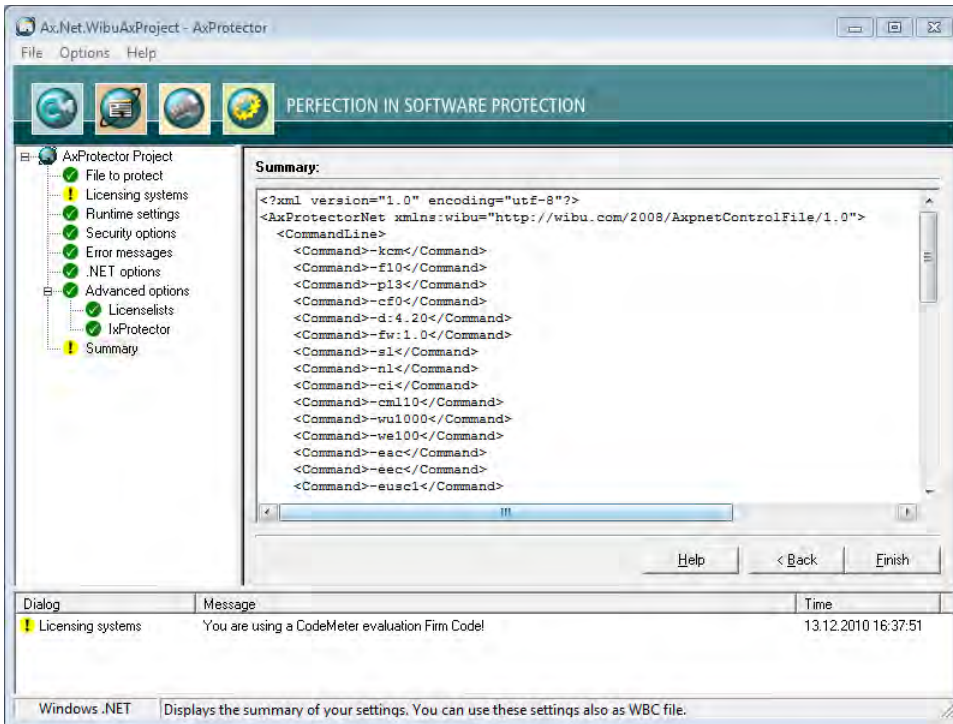 Ax.Net.WibuAxProject - AxProtector
File Options Help
PERFECTION IN SOFTWARE PROTECTION
AxProtector Project
File to protect
Licensing systems
Runtime settings
Security options
Error messages
.NET options
Advanced options
Licenselists
IxProtector
Summary
Summary:
<?xml version="1.0" encoding="utf-8"?>
<AxProtectorNet xmlns:wibu="http://wibu.com/2008/AxpnetControlFile/1.0">
<CommandLine>
<Command>-kcm</Command>
<Command>-f10</Command>
<Command>-p13</Command>
<Command>-cf0</Command>
<Command>-d:4.20</Command>
<Command>-fw:1.0</Command>
<Command>-sl</Command>
<Command>-nl</Command>
<Command>-ci</Command>
<Command>-cml10</Command>
<Command>-wu1000</Command>
<Command>-we100</Command>
<Command>-eac</Command>
<Command>-eec</Command>
<Command>-eusc1</Command>
Help < Back Finish
Dialog Message Time
Licensing systems You are using a CodeMeter evaluation Firm Code! 13.12.2010 16:37:51
Windows .NET Displays the summary of your settings. You can use these settings also as WBC file.